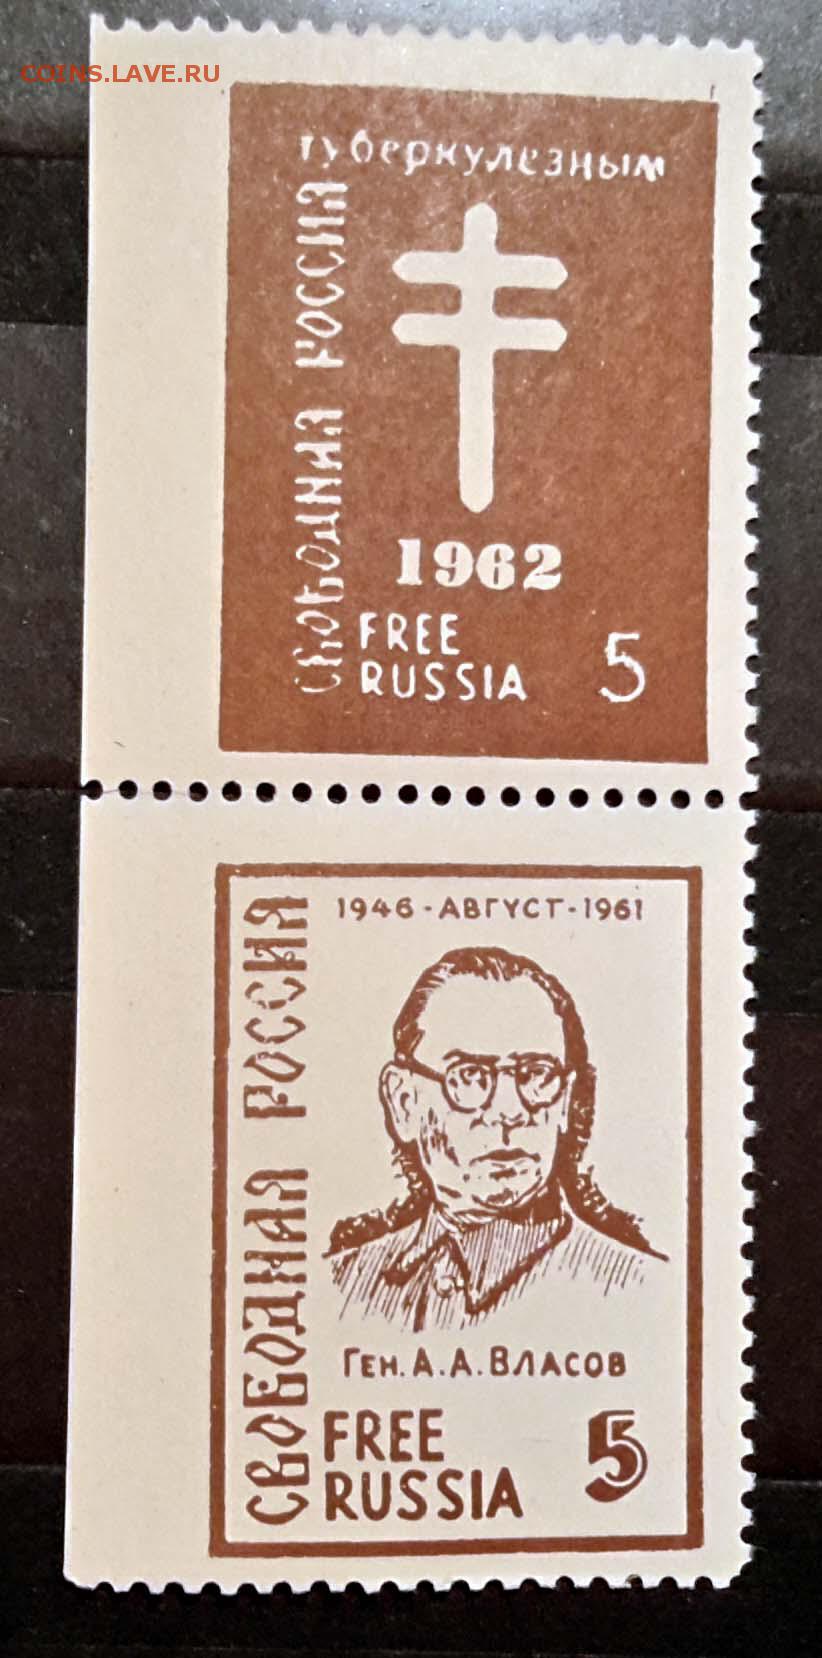 COINS.LAVE.RU
туберкулезным
СВОБОДНАЯ РОССИЯ
1962
FREE
RUSSIA
5
1946 - АВГУСТ - 1961
СВОБОДНАЯ РОССИЯ
ГЕН. А. А. ВЛАСОВ
FREE
RUSSIA
5